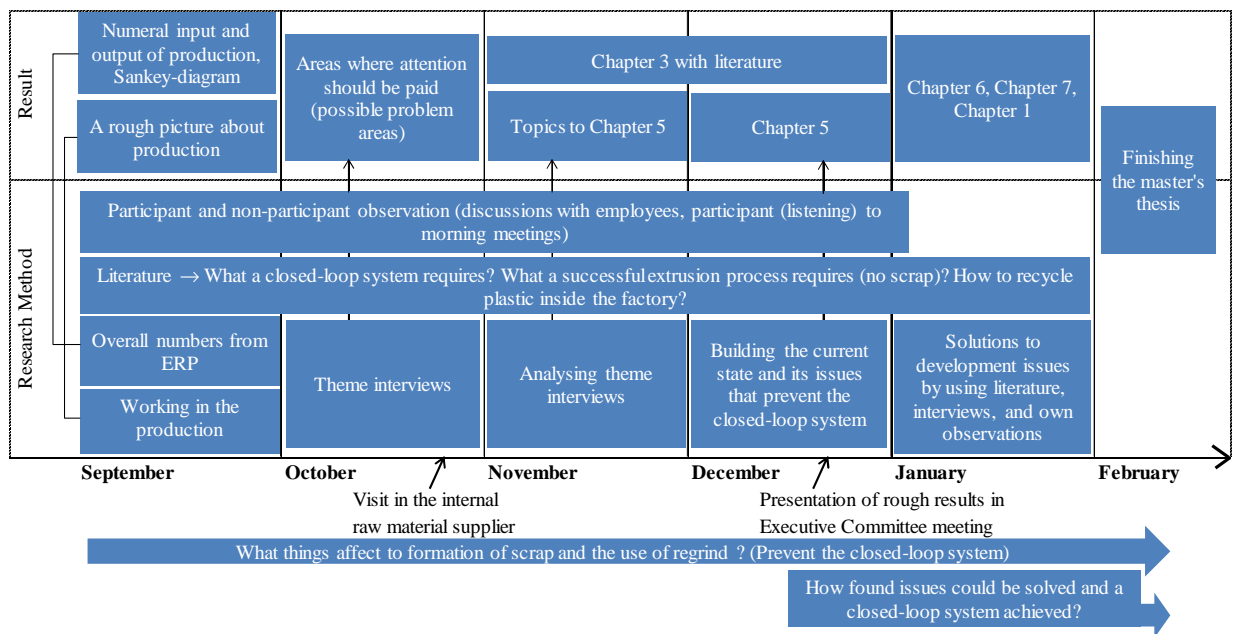 Result
Numeral input and
output of production,
Sankey-diagram
A rough picture about
production
Areas where attention
should be paid
(possible problem
areas)
Chapter 3 with literature
Topics to Chapter 5
Chapter 5
Chapter 6, Chapter 7,
Chapter 1
Finishing
the master's
thesis
Research Method
Participant and non-participant observation (discussions with employees, participant (listening) to
morning meetings)
Literature → What a closed-loop system requires? What a successful extrusion process requires (no scrap)? How to recycle
plastic inside the factory?
Overall numbers from
ERP
Working in the
production
Theme interviews
Analysing theme
interviews
Building the current
state and its issues
that prevent the
closed-loop system
Solutions to
development issues
by using literature,
interviews, and own
observations
September
October
November
December
January
February
Visit in the internal
raw material supplier
Presentation of rough results in
Executive Committee meeting
What things affect to formation of scrap and the use of regrind ? (Prevent the closed-loop system)
How found issues could be solved and a
closed-loop system achieved?